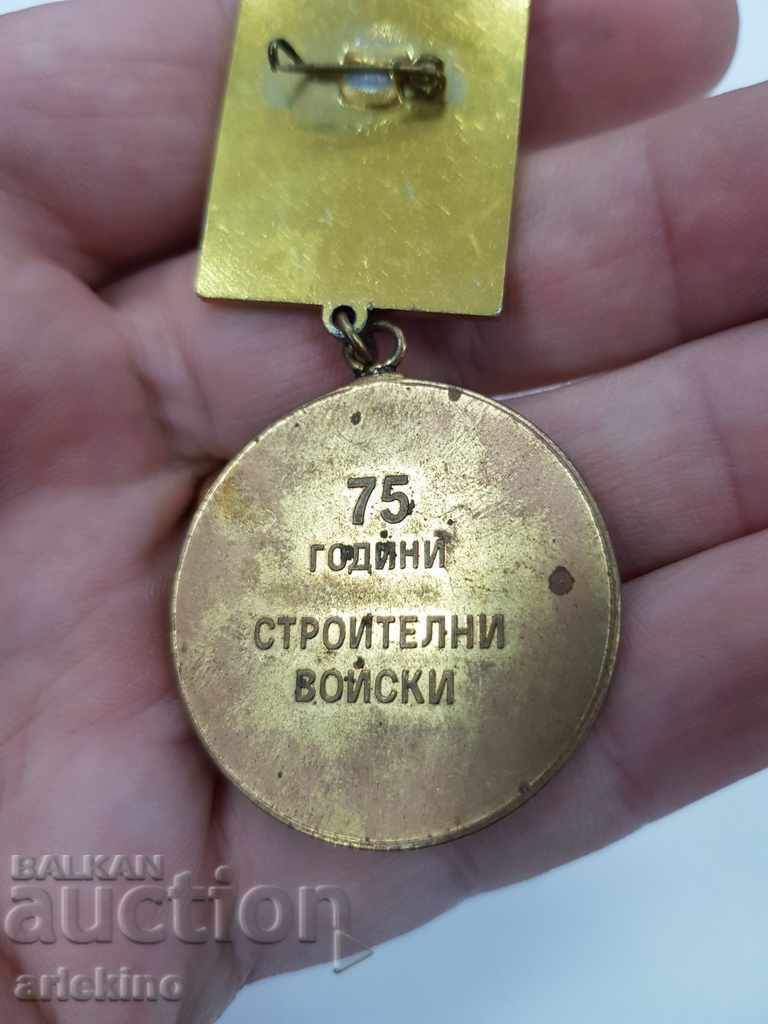 75
ГОДИНИ
СТРОИТЕЛНИ
ВОЙСКИ
BALKAN
auction
arlekino